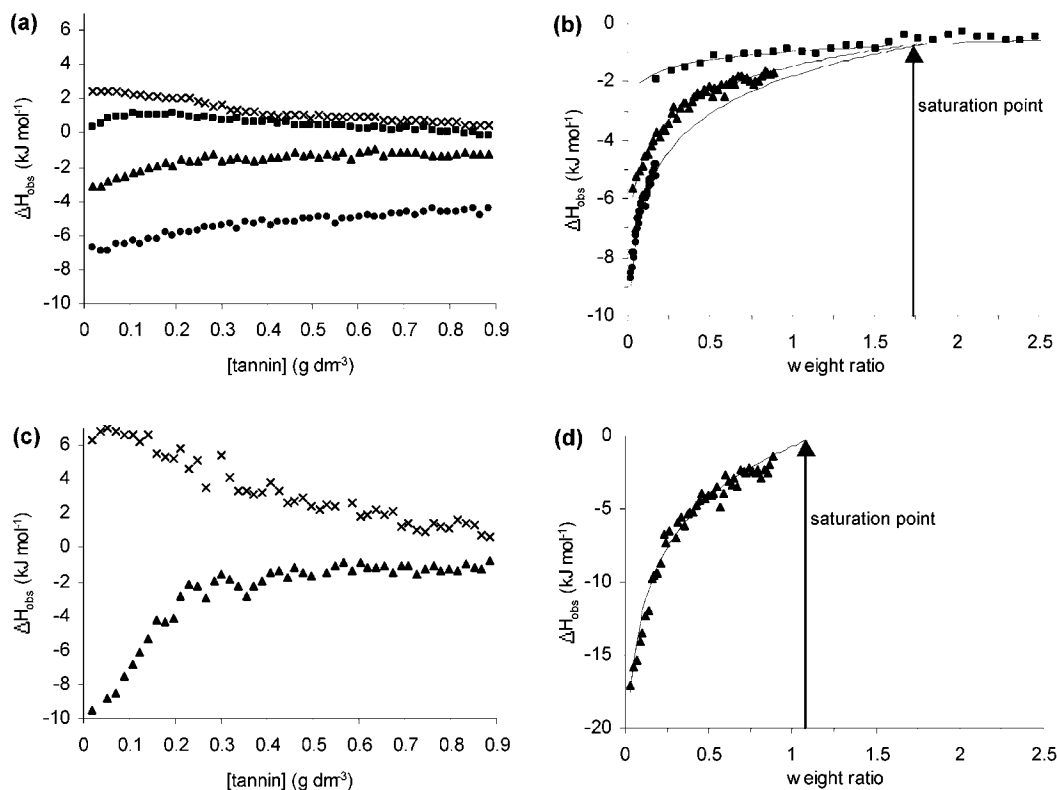 (a)
6
4
2
0
-2
-4
-6
-8
-10
ΔH_obs (kJ mol⁻¹)
0 0.1 0.2 0.3 0.4 0.5 0.6 0.7 0.8 0.9
[tannin] (g dm⁻³)
(b)
0
-2
-4
-6
-8
-10
ΔH_obs (kJ mol⁻¹)
saturation point
0 0.5 1 1.5 2 2.5
weight ratio
(c)
6
4
2
0
-2
-4
-6
-8
-10
ΔH_obs (kJ mol⁻¹)
0 0.1 0.2 0.3 0.4 0.5 0.6 0.7 0.8 0.9
[tannin] (g dm⁻³)
(d)
0
-5
-10
-15
-20
ΔH_obs (kJ mol⁻¹)
saturation point
0 0.5 1 1.5 2 2.5
weight ratio